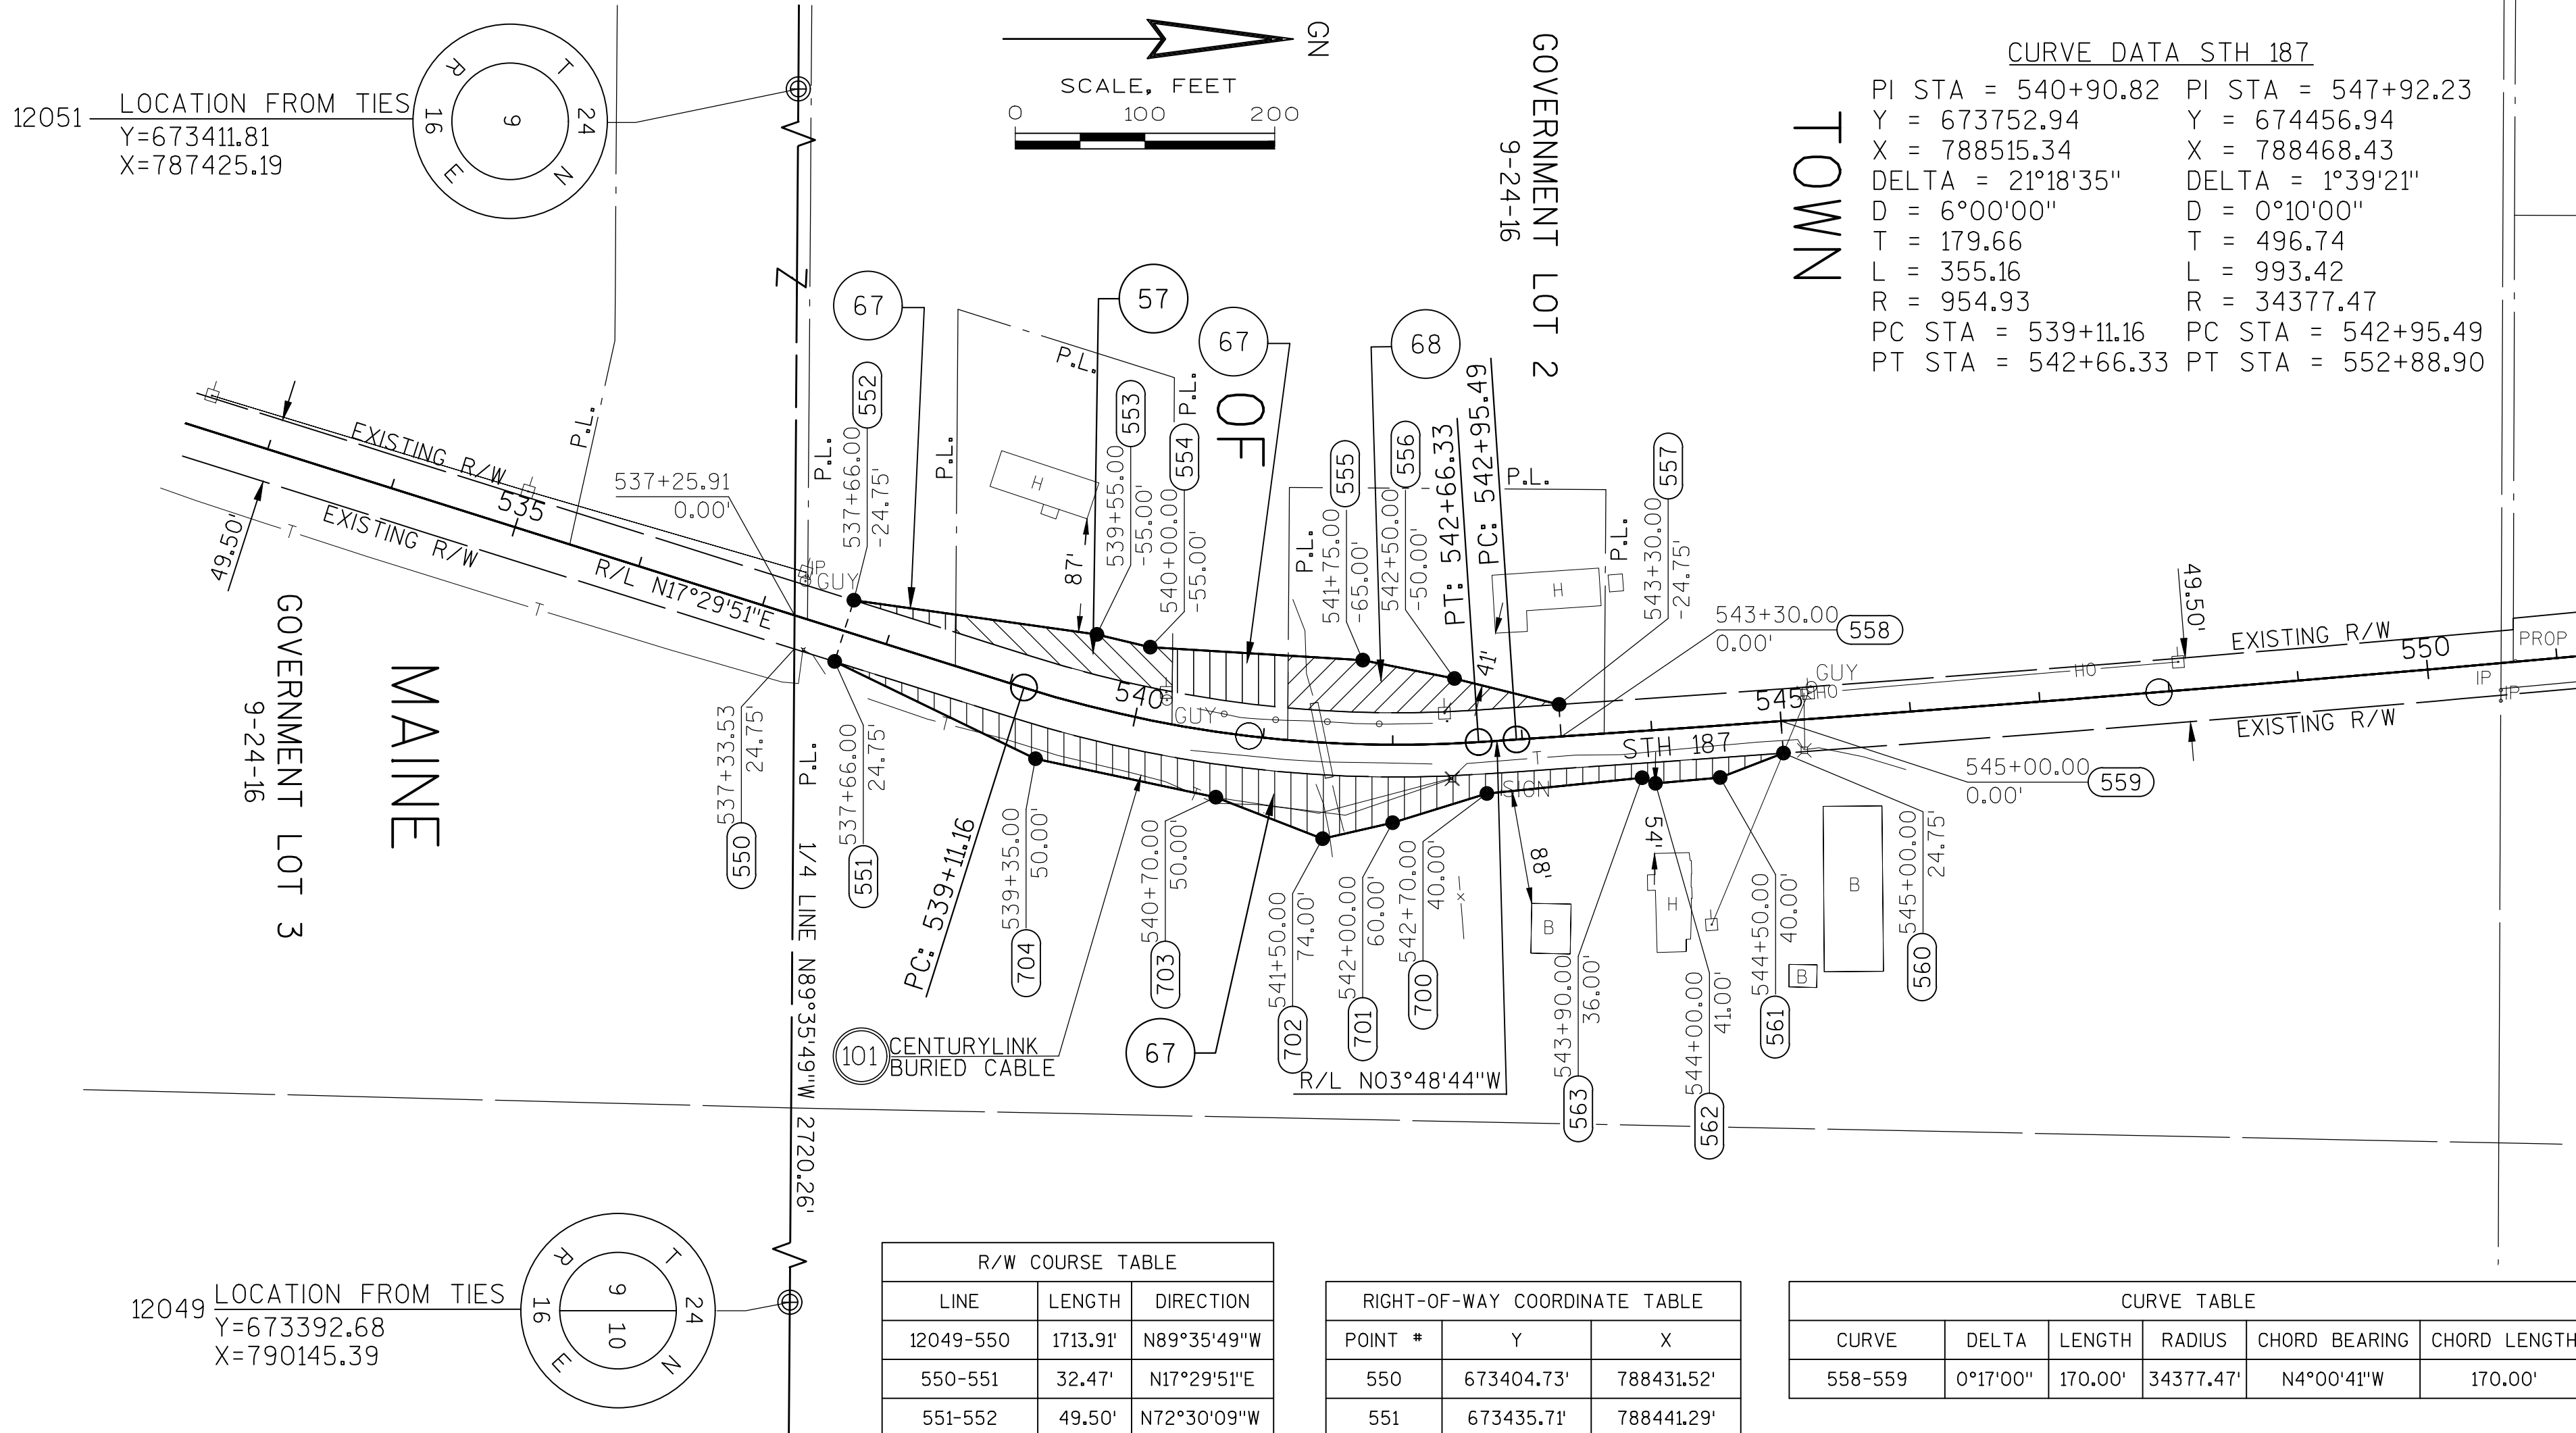 GN
SCALE, FEET
0 100 200
12051
LOCATION FROM TIES
Y=673411.81
X=787425.19
T 24 N
R 16 E
9
CURVE DATA STH 187
PI STA = 540+90.82
Y = 673752.94
X = 788515.34
DELTA = 21°18'35"
D = 6°00'00"
T = 179.66
L = 355.16
R = 954.93
PC STA = 539+11.16
PT STA = 542+66.33
PI STA = 547+92.23
Y = 674456.94
X = 788468.43
DELTA = 1°39'21"
D = 0°10'00"
T = 496.74
L = 993.42
R = 34377.47
PC STA = 542+95.49
PT STA = 552+88.90
GOVERNMENT LOT 2
9-24-16
TOWN
OF
MAINE
GOVERNMENT LOT 3
9-24-16
67
57
67
68
552
537+66.00
-24.75'
553
539+55.00
-55.00'
554
540+00.00
-55.00'
555
541+75.00
-65.00'
556
542+50.00
-50.00'
PT: 542+66.33
PC: 542+95.49
557
543+30.00
-24.75'
543+30.00
0.00'
558
P.L.
P.L.
P.L.
P.L.
P.L.
P.L.
P.L.
P.L.
P.L.
H
87'
H
41'
EXISTING R/W
EXISTING R/W
49.50'
535
537+25.91
0.00'
R/L N17°29'51"E
IP
GUY
T
T
540
GUY
T
T
T
STH 187
SIGN
545
GUY
HO
HO
EXISTING R/W
EXISTING R/W
49.50'
550
PROP
IP
IP
545+00.00
0.00'
559
537+33.53
24.75'
550
537+66.00
24.75'
551
PC: 539+11.16
539+35.00
50.00'
704
540+70.00
50.00'
703
541+50.00
74.00'
702
542+00.00
60.00'
701
542+70.00
40.00'
700
88'
B
543+90.00
36.00'
563
54'
H
544+00.00
41.00'
562
544+50.00
40.00'
561
B
B
545+00.00
24.75'
560
1/4 LINE N89°35'49"W 2720.26'
101
CENTURYLINK
BURIED CABLE
67
R/L N03°48'44"W
12049
LOCATION FROM TIES
Y=673392.68
X=790145.39
T 24 N
R 16 E
9
10
R/W COURSE TABLE
LINE LENGTH DIRECTION
12049-550 1713.91' N89°35'49"W
550-551 32.47' N17°29'51"E
551-552 49.50' N72°30'09"W
RIGHT-OF-WAY COORDINATE TABLE
POINT # Y X
550 673404.73' 788431.52'
551 673435.71' 788441.29'
CURVE TABLE
CURVE DELTA LENGTH RADIUS CHORD BEARING CHORD LENGTH
558-559 0°17'00" 170.00' 34377.47' N4°00'41"W 170.00'